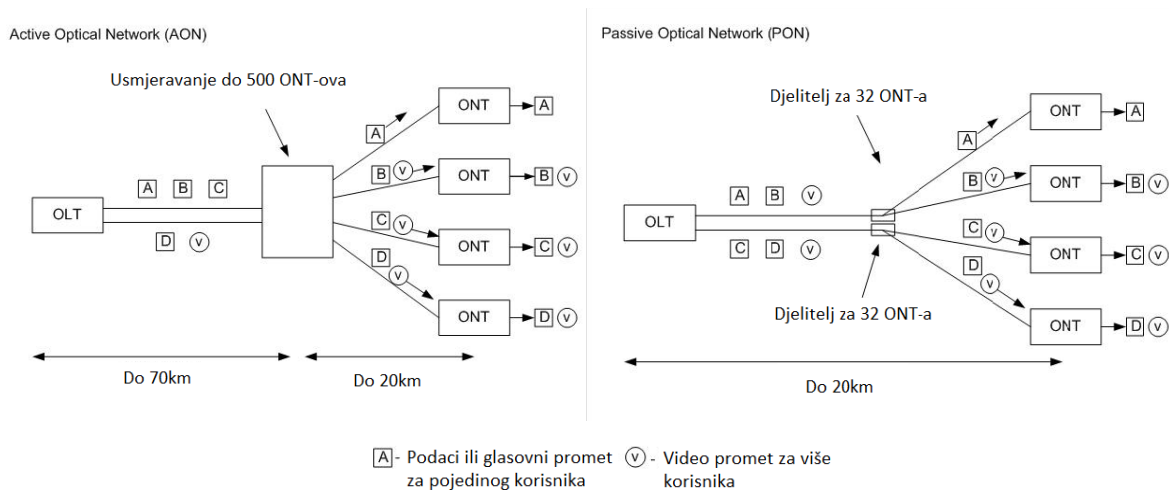 Active Optical Network (AON)
Usmjeravanje do 500 ONT-ova
OLT
A B C
D v
A
B v
C v
D v
ONT
A
ONT
B v
ONT
C v
ONT
D v
Do 70km
Do 20km
Passive Optical Network (PON)
Djelitelj za 32 ONT-a
OLT
A B v
C D v
A
B v
C v
D v
Djelitelj za 32 ONT-a
ONT
A
ONT
B v
ONT
C v
ONT
D v
Do 20km
A - Podaci ili glasovni promet
za pojedinog korisnika
v - Video promet za više
korisnika